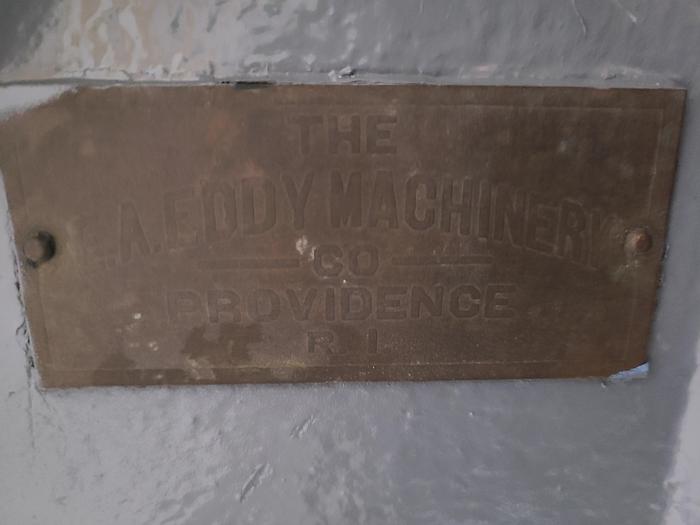 THE
.A.EDDY MACHINERY
CO
PROVIDENCE
R. I.